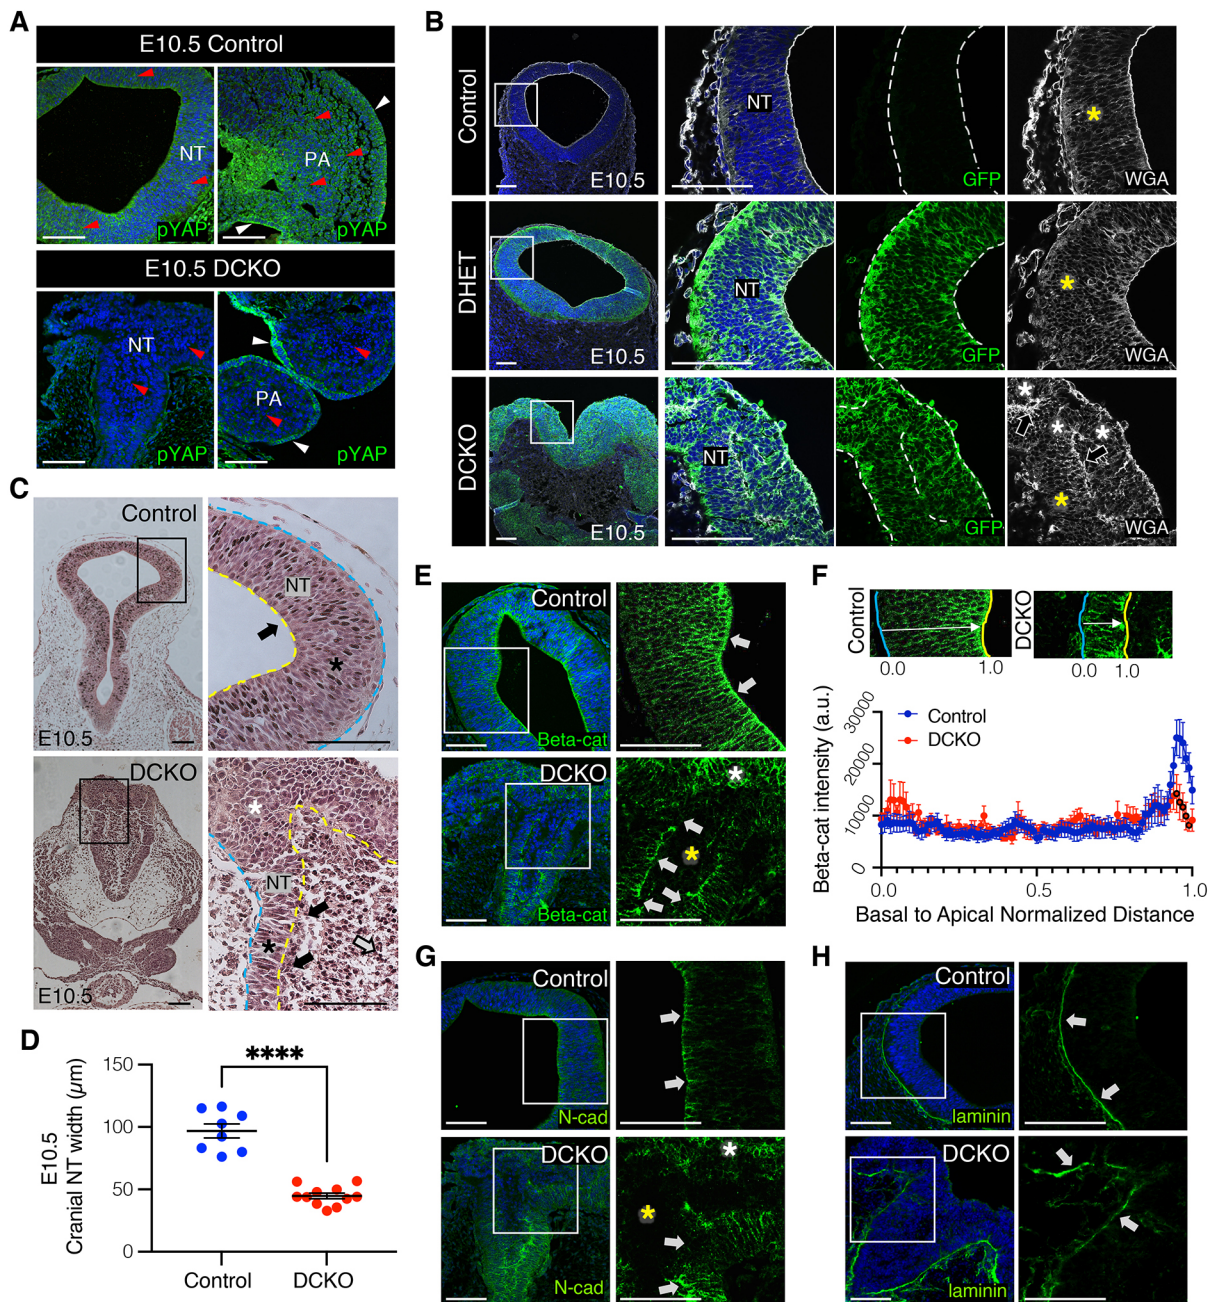 A
E10.5 Control
NT
pYAP
PA
pYAP
E10.5 DCKO
NT
pYAP
PA
pYAP
B
Control
E10.5
NT
GFP
WGA
DHET
E10.5
NT
GFP
WGA
DCKO
E10.5
NT
GFP
WGA
C
Control
E10.5
NT
DCKO
E10.5
NT
D
****
E10.5
Cranial NT width (µm)
150
100
50
0
Control
DCKO
E
Control
Beta-cat
DCKO
Beta-cat
F
Control
0.0
1.0
DCKO
0.0
1.0
Beta-cat intensity (a.u.)
30000
20000
10000
0
Control
DCKO
0.0
0.5
1.0
Basal to Apical Normalized Distance
G
Control
N-cad
DCKO
N-cad
H
Control
laminin
DCKO
laminin